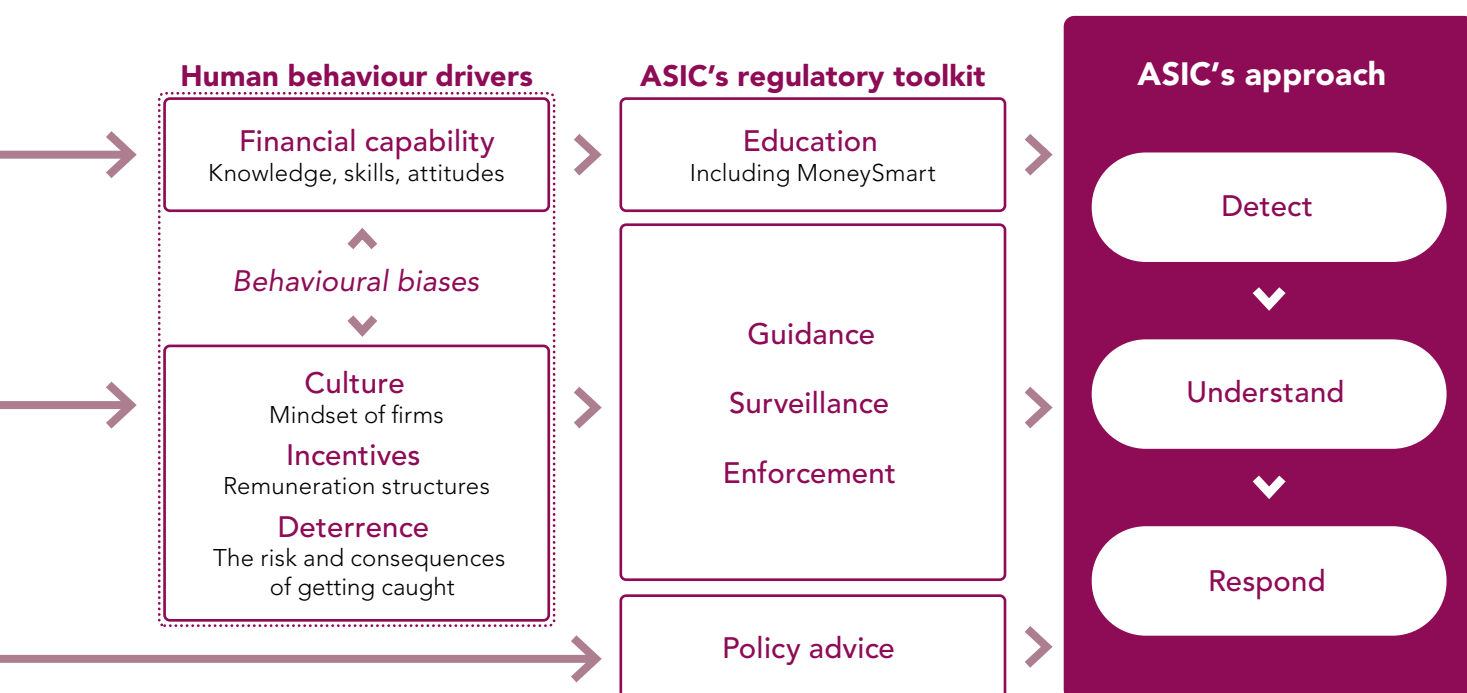 Human behaviour drivers
Financial capability
Knowledge, skills, attitudes
Behavioural biases
Culture
Mindset of firms
Incentives
Remuneration structures
Deterrence
The risk and consequences
of getting caught
ASIC’s regulatory toolkit
Education
Including MoneySmart
Guidance
Surveillance
Enforcement
Policy advice
ASIC’s approach
Detect
Understand
Respond